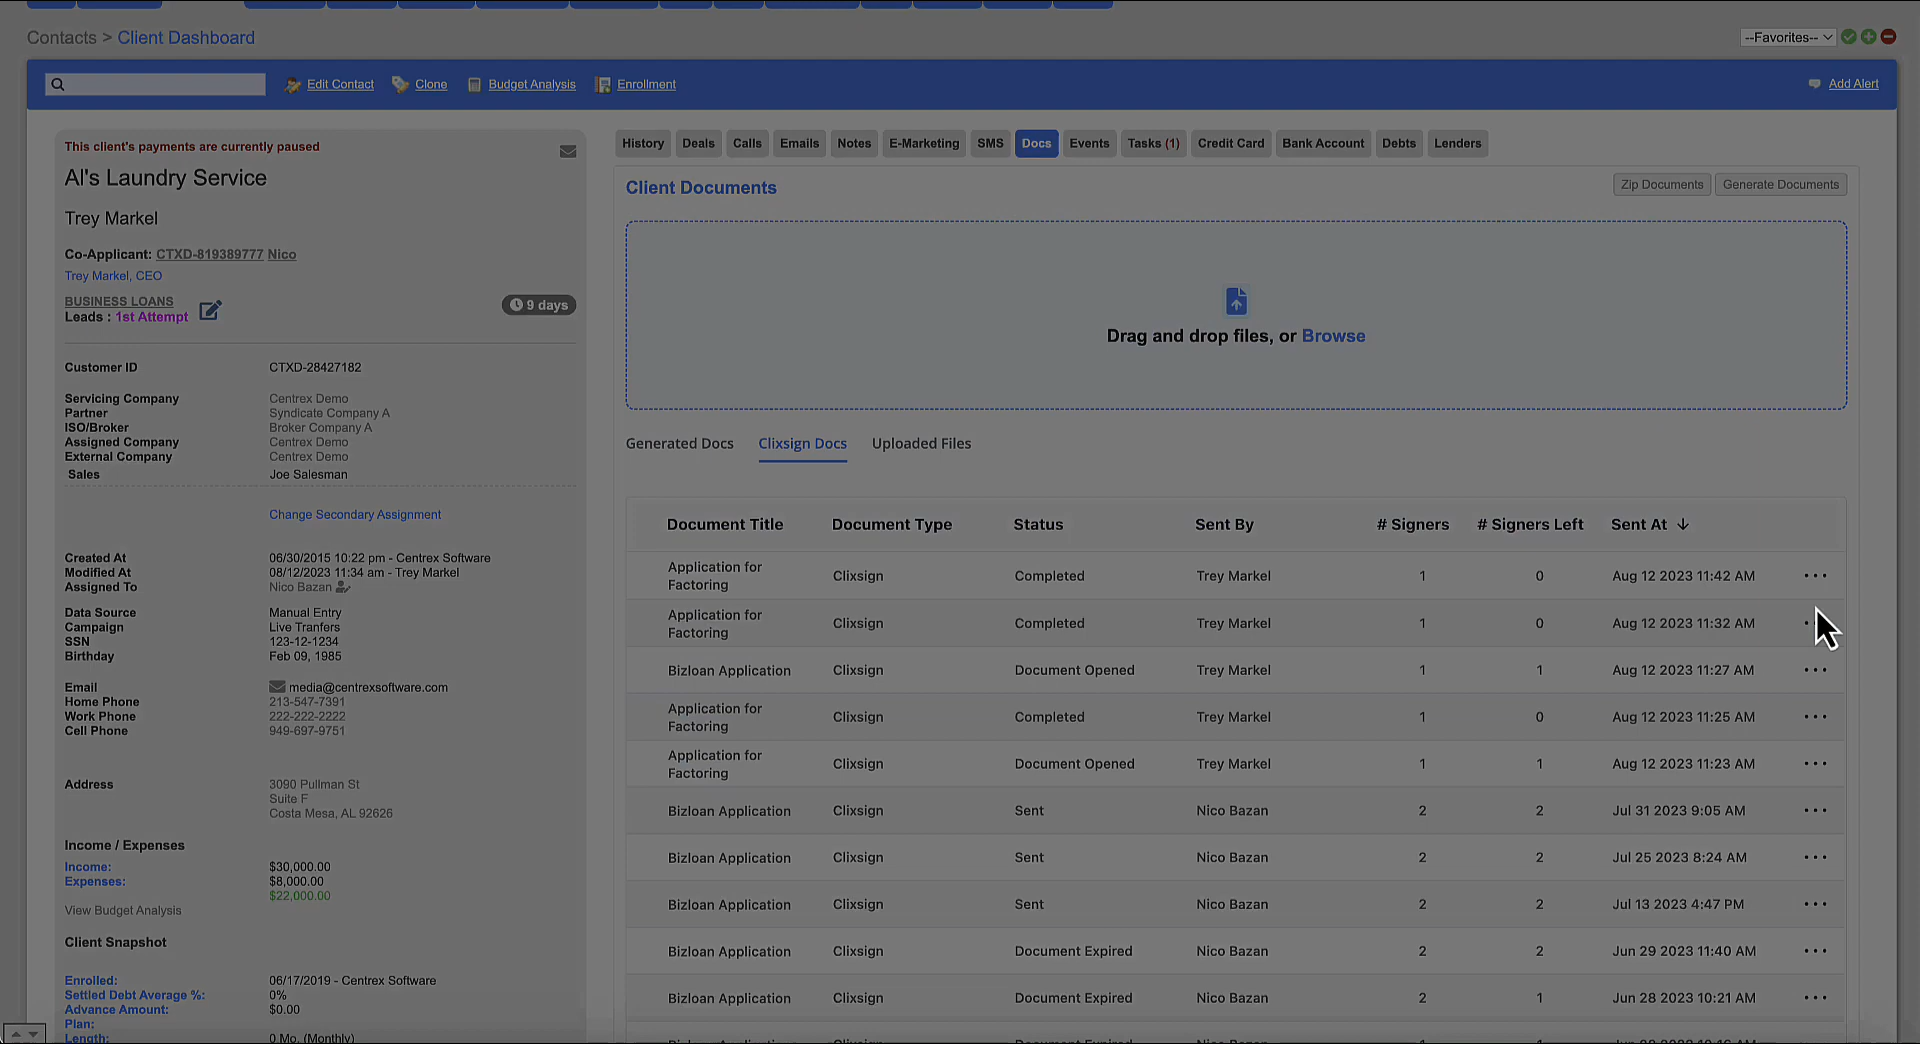 Contacts > Client Dashboard
--Favorites--
Edit Contact Clone Budget Analysis Enrollment Add Alert
This client's payments are currently paused
Al's Laundry Service
Trey Markel
Co-Applicant: CTXD-819389777 Nico
Trey Markel, CEO
BUSINESS LOANS
Leads : 1st Attempt
9 days
Customer ID CTXD-28427182
Servicing Company Centrex Demo
Partner Syndicate Company A
ISO/Broker Broker Company A
Assigned Company Centrex Demo
External Company Centrex Demo
Sales Joe Salesman
Change Secondary Assignment
Created At 06/30/2015 10:22 pm - Centrex Software
Modified At 08/12/2023 11:34 am - Trey Markel
Assigned To Nico Bazan
Data Source Manual Entry
Campaign Live Tranfers
SSN 123-12-1234
Birthday Feb 09, 1985
Email media@centrexsoftware.com
Home Phone 213-547-7391
Work Phone 222-222-2222
Cell Phone 949-697-9751
Address 3090 Pullman St
Suite F
Costa Mesa, AL 92626
Income / Expenses
Income: $30,000.00
Expenses: $8,000.00
$22,000.00
View Budget Analysis
Client Snapshot
Enrolled: 06/17/2019 - Centrex Software
Settled Debt Average %: 0%
Advance Amount: $0.00
Plan:
Length: 0 Mo. (Monthly)
History Deals Calls Emails Notes E-Marketing SMS Docs Events Tasks (1) Credit Card Bank Account Debts Lenders
Client Documents
Zip Documents Generate Documents
Drag and drop files, or Browse
Generated Docs Clixsign Docs Uploaded Files
Document Title Document Type Status Sent By # Signers # Signers Left Sent At
Application for Factoring Clixsign Completed Trey Markel 1 0 Aug 12 2023 11:42 AM
Application for Factoring Clixsign Completed Trey Markel 1 0 Aug 12 2023 11:32 AM
Bizloan Application Clixsign Document Opened Trey Markel 1 1 Aug 12 2023 11:27 AM
Application for Factoring Clixsign Completed Trey Markel 1 0 Aug 12 2023 11:25 AM
Application for Factoring Clixsign Document Opened Trey Markel 1 1 Aug 12 2023 11:23 AM
Bizloan Application Clixsign Sent Nico Bazan 2 2 Jul 31 2023 9:05 AM
Bizloan Application Clixsign Sent Nico Bazan 2 2 Jul 25 2023 8:24 AM
Bizloan Application Clixsign Sent Nico Bazan 2 2 Jul 13 2023 4:47 PM
Bizloan Application Clixsign Document Expired Nico Bazan 2 2 Jun 29 2023 11:40 AM
Bizloan Application Clixsign Document Expired Nico Bazan 2 1 Jun 28 2023 10:21 AM